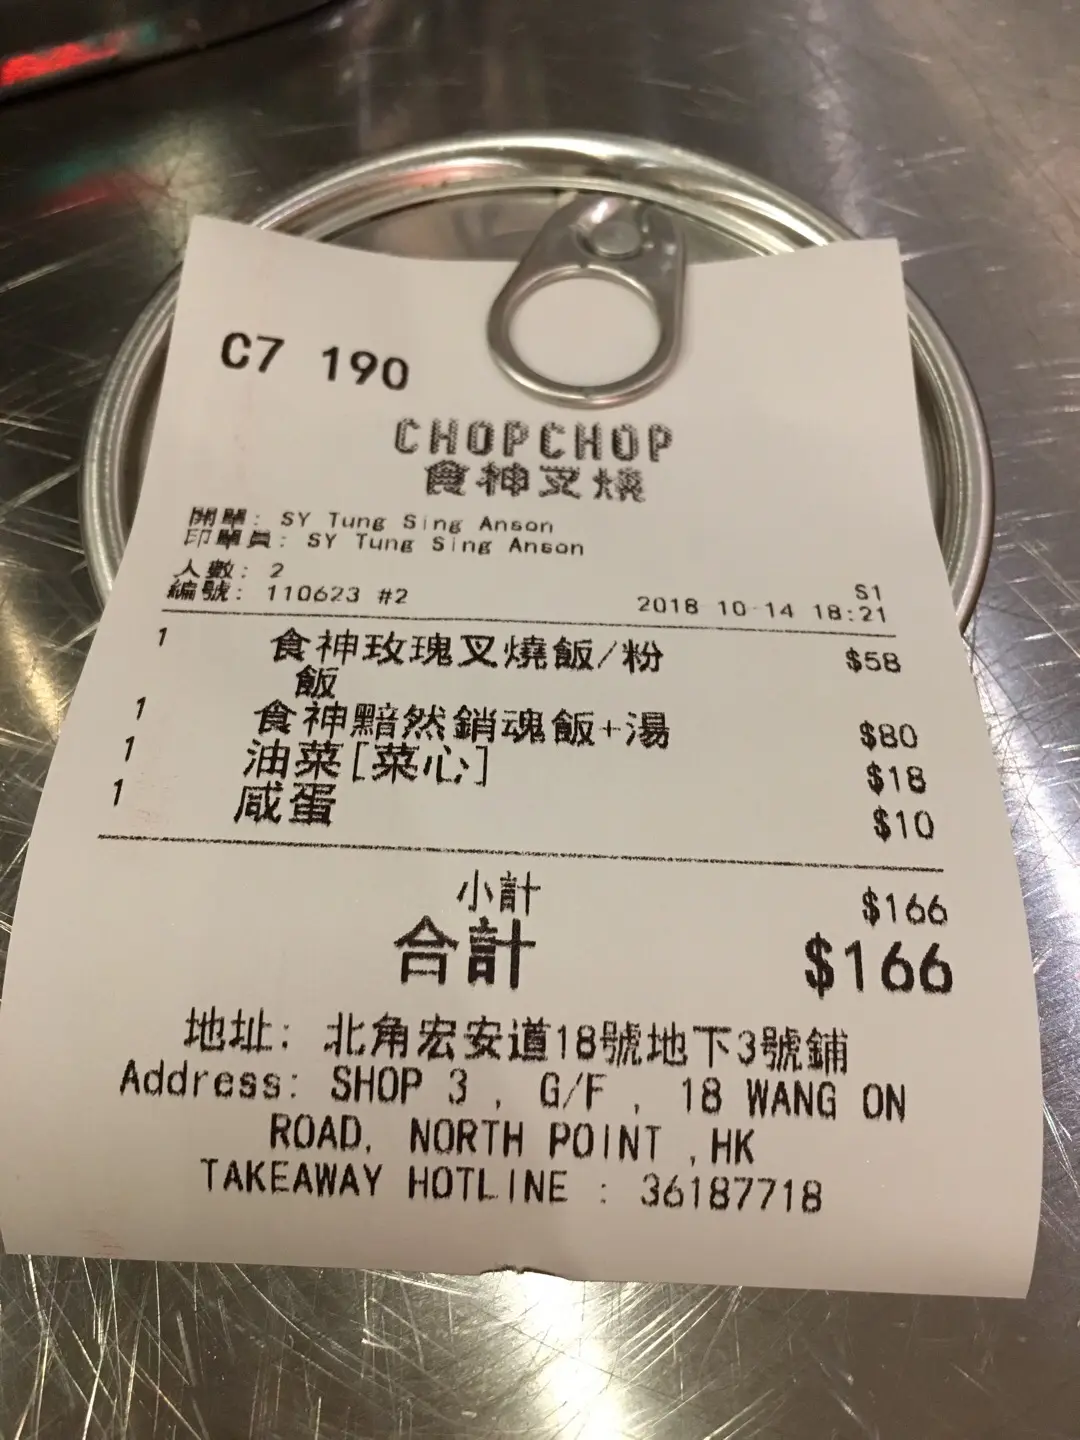 C7 190
CHOPCHOP
食神叉燒
開單: SY Tung Sing Anson
印單員: SY Tung Sing Anson
人數: 2 S1
編號: 110623 #2 2018-10-14 18:21
1 食神玫瑰叉燒飯/粉 $58
飯
1 食神黯然銷魂飯+湯 $80
1 油菜[菜心] $18
1 咸蛋 $10
小計 $166
合計 $166
地址: 北角宏安道18號地下3號鋪
Address: SHOP 3 , G/F , 18 WANG ON
ROAD, NORTH POINT ,HK
TAKEAWAY HOTLINE : 36187718